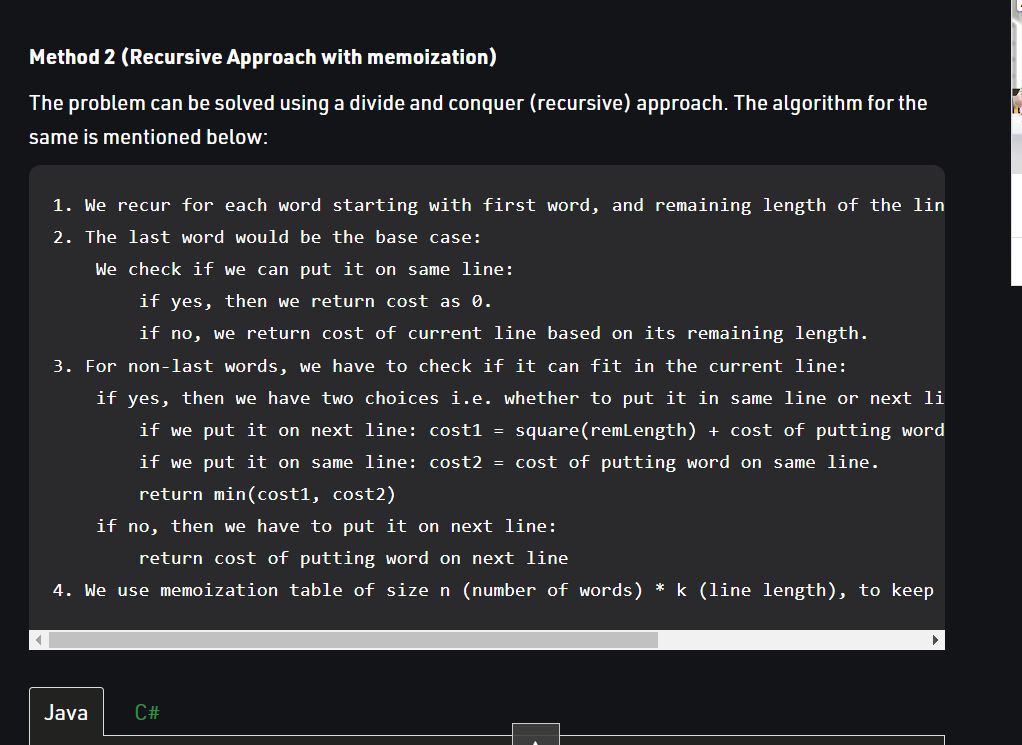 Method 2 (Recursive Approach with memoization)
The problem can be solved using a divide and conquer (recursive) approach. The algorithm for the
same is mentioned below:
1. We recur for each word starting with first word, and remaining length of the lin
2. The last word would be the base case:
We check if we can put it on same line:
if yes, then we return cost as 0.
if no, we return cost of current line based on its remaining length.
3. For non-last words, we have to check if it can fit in the current line:
if yes, then we have two choices i.e. whether to put it in same line or next li
if we put it on next line: cost1 = square(remLength) + cost of putting word
if we put it on same line: cost2 = cost of putting word on same line.
return min(cost1, cost2)
if no, then we have to put it on next line:
return cost of putting word on next line
4. We use memoization table of size n (number of words) * k (line length), to keep
Java C#